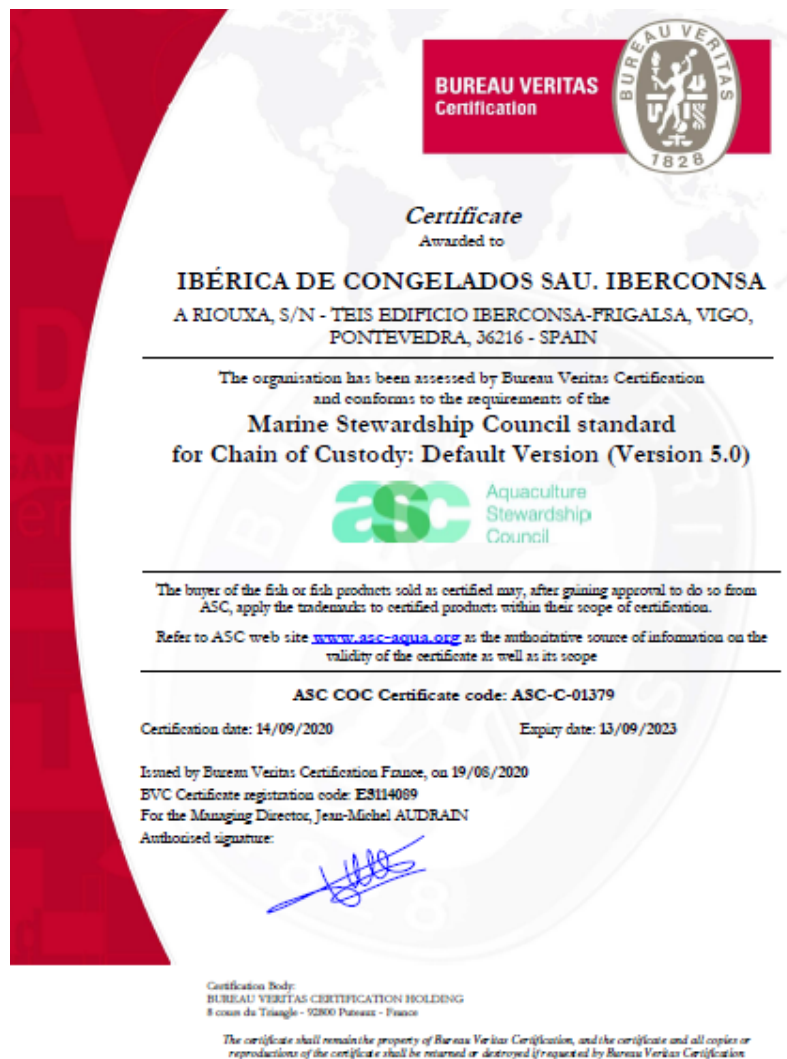 BUREAU VERITAS
Certification
BUREAU VERITAS
1828
Certificate
Awarded to
IBÉRICA DE CONGELADOS SAU. IBERCONSA
A RIOUXA, S/N - TEIS EDIFICIO IBERCONSA-FRIGALSA, VIGO,
PONTEVEDRA, 36216 - SPAIN
The organisation has been assessed by Bureau Veritas Certification
and conforms to the requirements of the
Marine Stewardship Council standard
for Chain of Custody: Default Version (Version 5.0)
asc Aquaculture
Stewardship
Council
The buyer of the fish or fish products sold as certified may, after gaining approval to do so from
ASC, apply the trademarks to certified products within their scope of certification.
Refer to ASC web site www.asc-aqua.org as the authoritative source of information on the
validity of the certificate as well as its scope
ASC COC Certificate code: ASC-C-01379
Certification date: 14/09/2020 Expiry date: 13/09/2023
Issued by Bureau Veritas Certification France, on 19/08/2020
BVC Certificate registration code: ES114089
For the Managing Director, Jean-Michel AUDRAIN
Authorised signature:
Certification Body:
BUREAU VERITAS CERTIFICATION HOLDING
8 cours du Triangle - 92800 Puteaux - France
The certificate shall remain the property of Bureau Veritas Certification, and the certificate and all copies or
reproductions of the certificate shall be returned or destroyed if requested by Bureau Veritas Certification